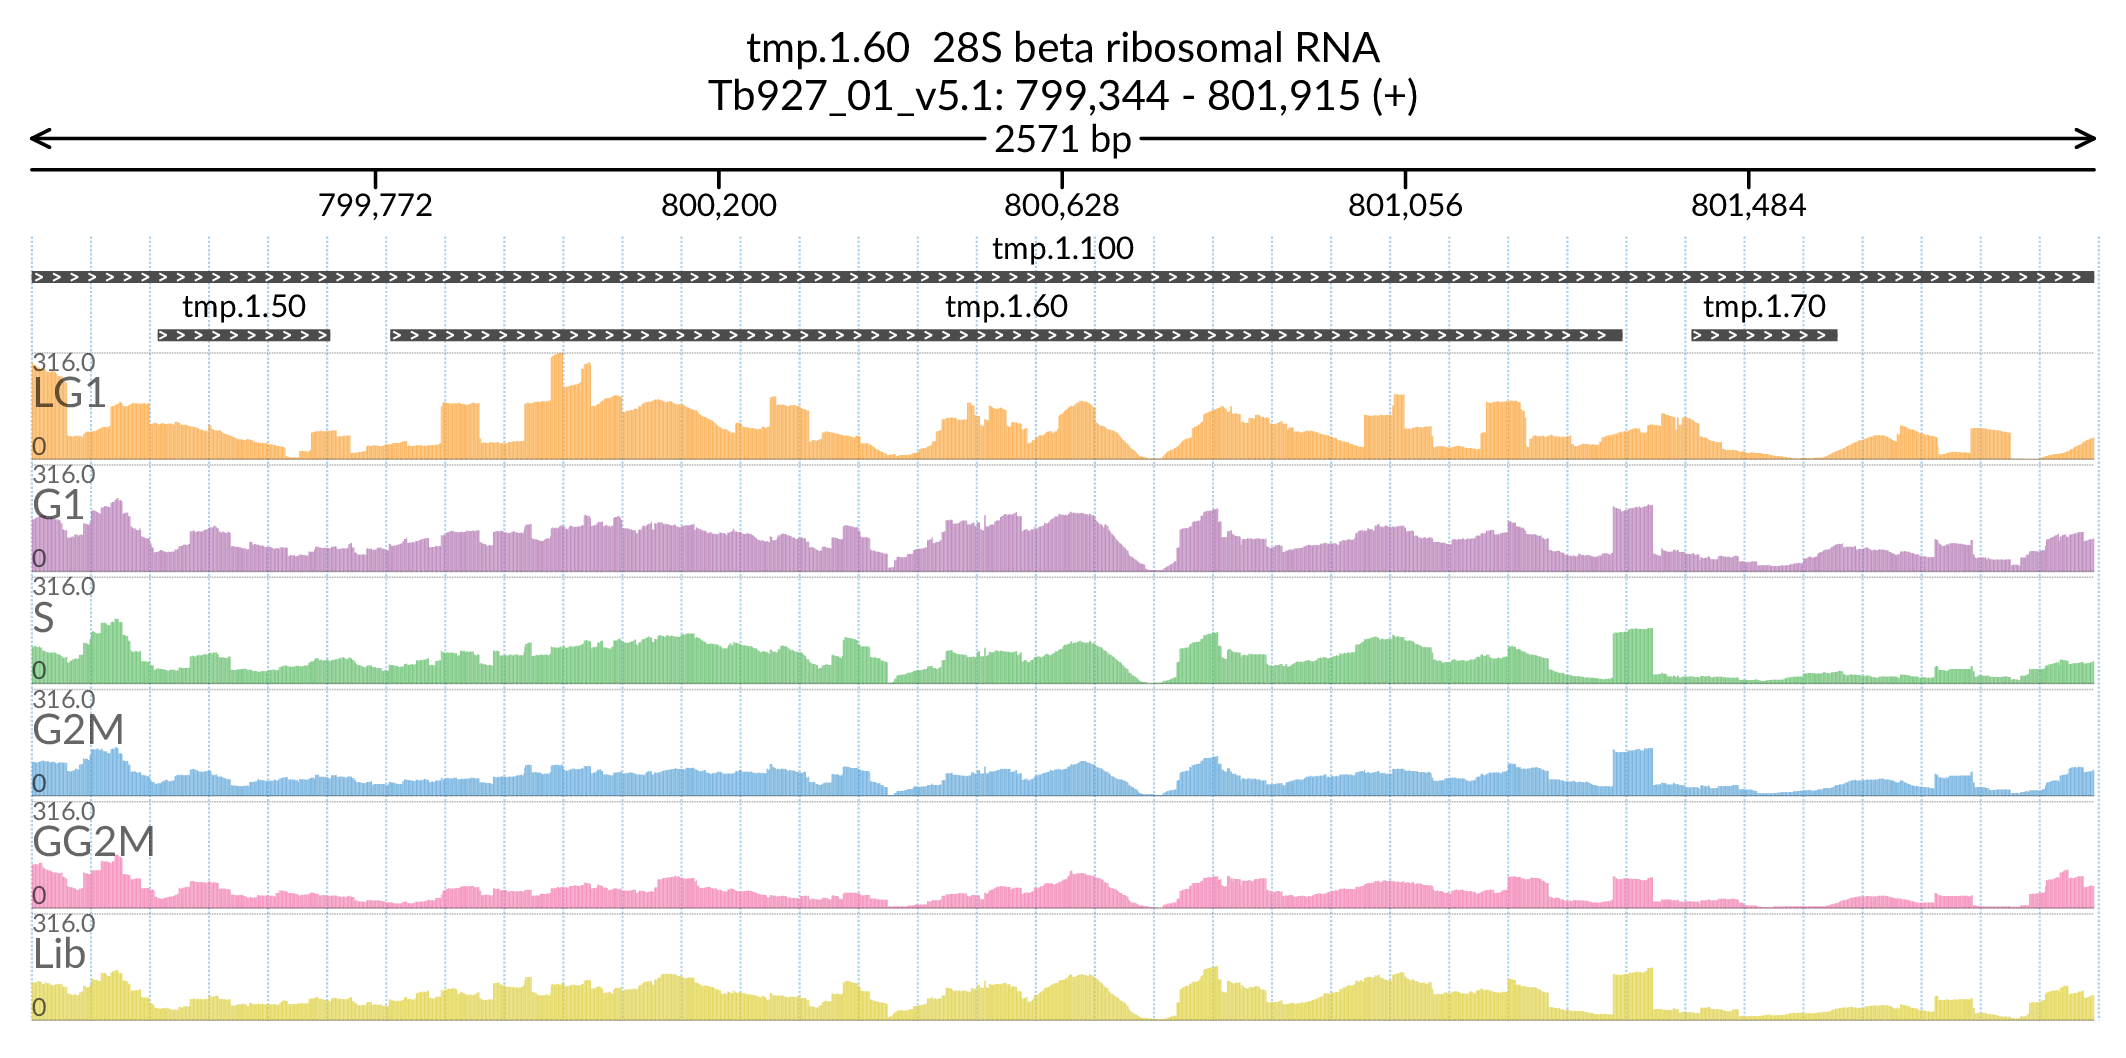 tmp.1.60 28S beta ribosomal RNA
Tb927_01_v5.1: 799,344 - 801,915 (+)
2571 bp
799,772 800,200 800,628 801,056 801,484
tmp.1.100
tmp.1.50 tmp.1.60 tmp.1.70
316.0
LG1
0
316.0
G1
0
316.0
S
0
316.0
G2M
0
316.0
GG2M
0
316.0
Lib
0